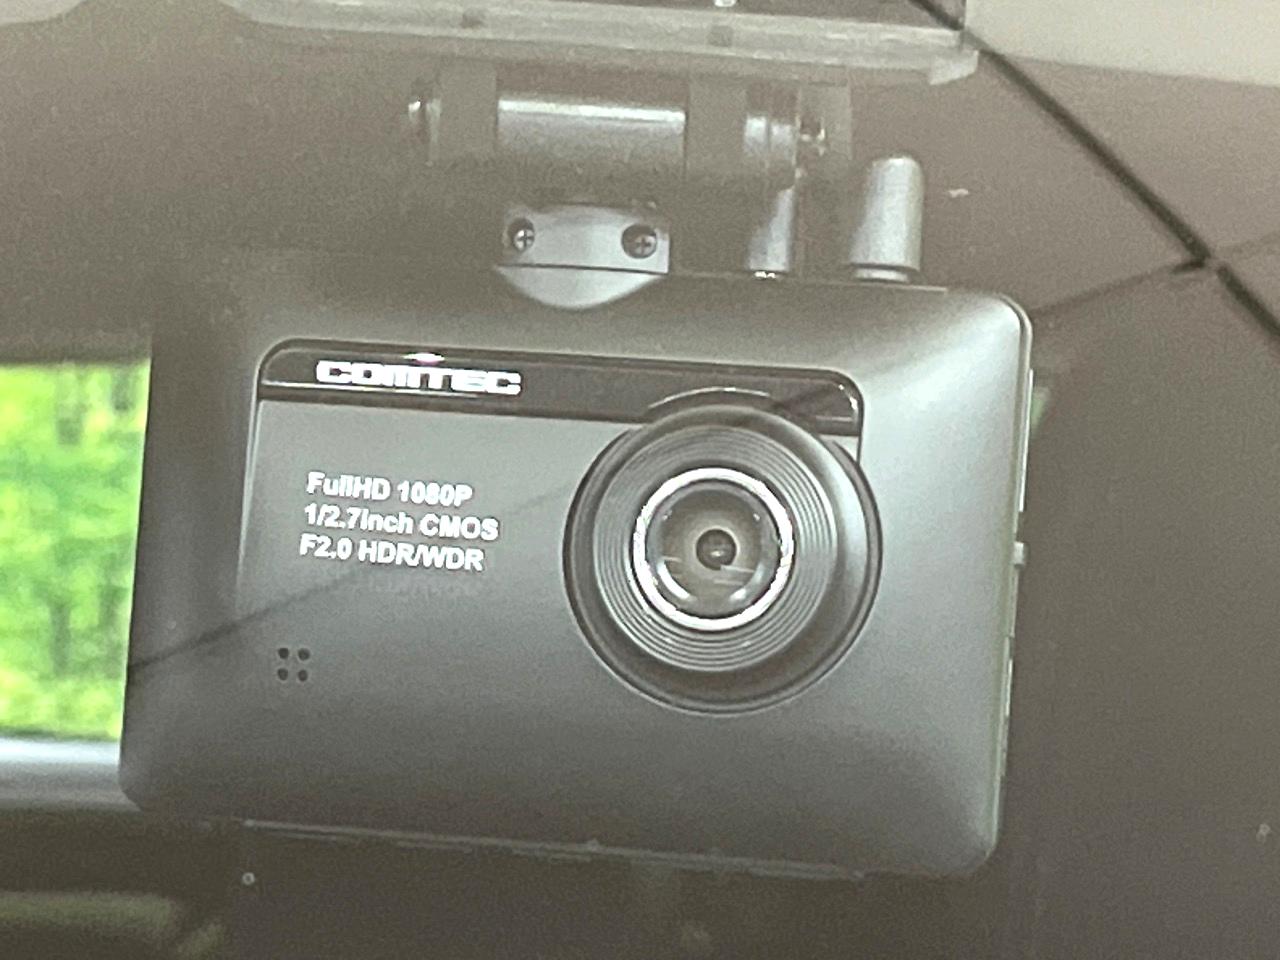 COMTEC
FullHD 1080P
1/2.7inch CMOS
F2.0 HDR/WDR